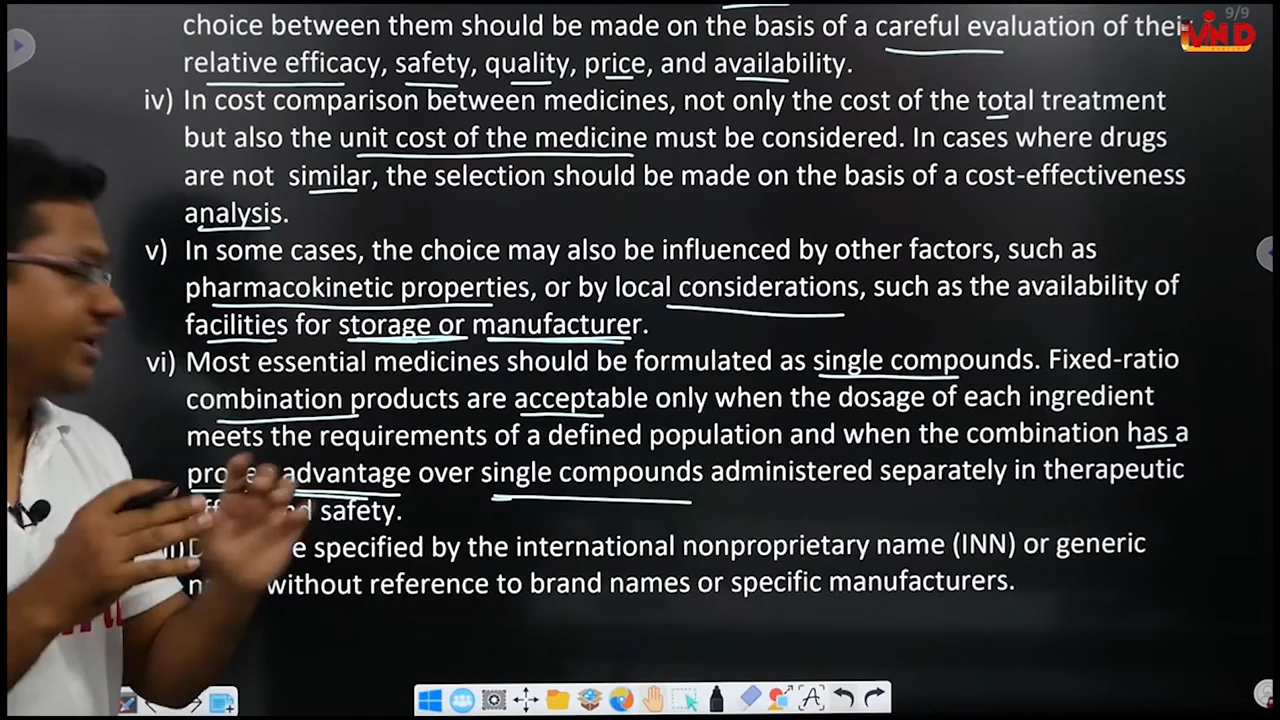 9/9
choice between them should be made on the basis of a careful evaluation of their
relative efficacy, safety, quality, price, and availability.
iv) In cost comparison between medicines, not only the cost of the total treatment
but also the unit cost of the medicine must be considered. In cases where drugs
are not similar, the selection should be made on the basis of a cost-effectiveness
analysis.
v) In some cases, the choice may also be influenced by other factors, such as
pharmacokinetic properties, or by local considerations, such as the availability of
facilities for storage or manufacturer.
vi) Most essential medicines should be formulated as single compounds. Fixed-ratio
combination products are acceptable only when the dosage of each ingredient
meets the requirements of a defined population and when the combination has a
advantage over single compounds administered separately in therapeutic
safety.
specified by the international nonproprietary name (INN) or generic
without reference to brand names or specific manufacturers.